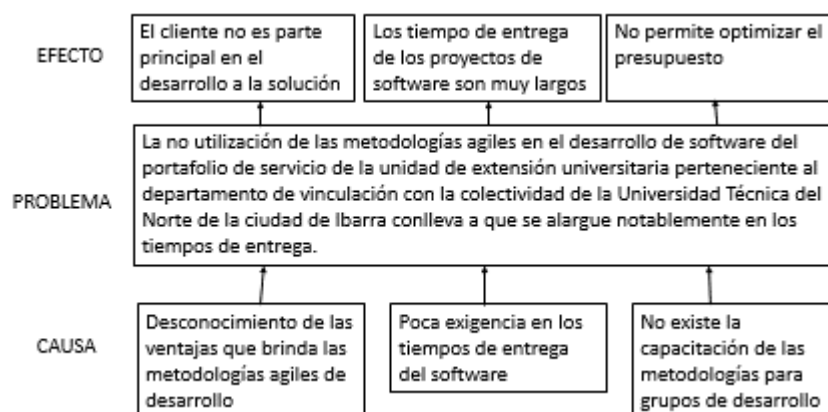 EFECTO
El cliente no es parte
principal en el
desarrollo a la solución
Los tiempo de entrega
de los proyectos de
software son muy largos
No permite optimizar el
presupuesto
PROBLEMA
La no utilización de las metodologías agiles en el desarrollo de software del
portafolio de servicio de la unidad de extensión universitaria perteneciente al
departamento de vinculación con la colectividad de la Universidad Técnica del
Norte de la ciudad de Ibarra conlleva a que se alargue notablemente en los
tiempos de entrega.
CAUSA
Desconocimiento de las
ventajas que brinda las
metodologías agiles de
desarrollo
Poca exigencia en los
tiempos de entrega
del software
No existe la
capacitación de las
metodologías para
grupos de desarrollo